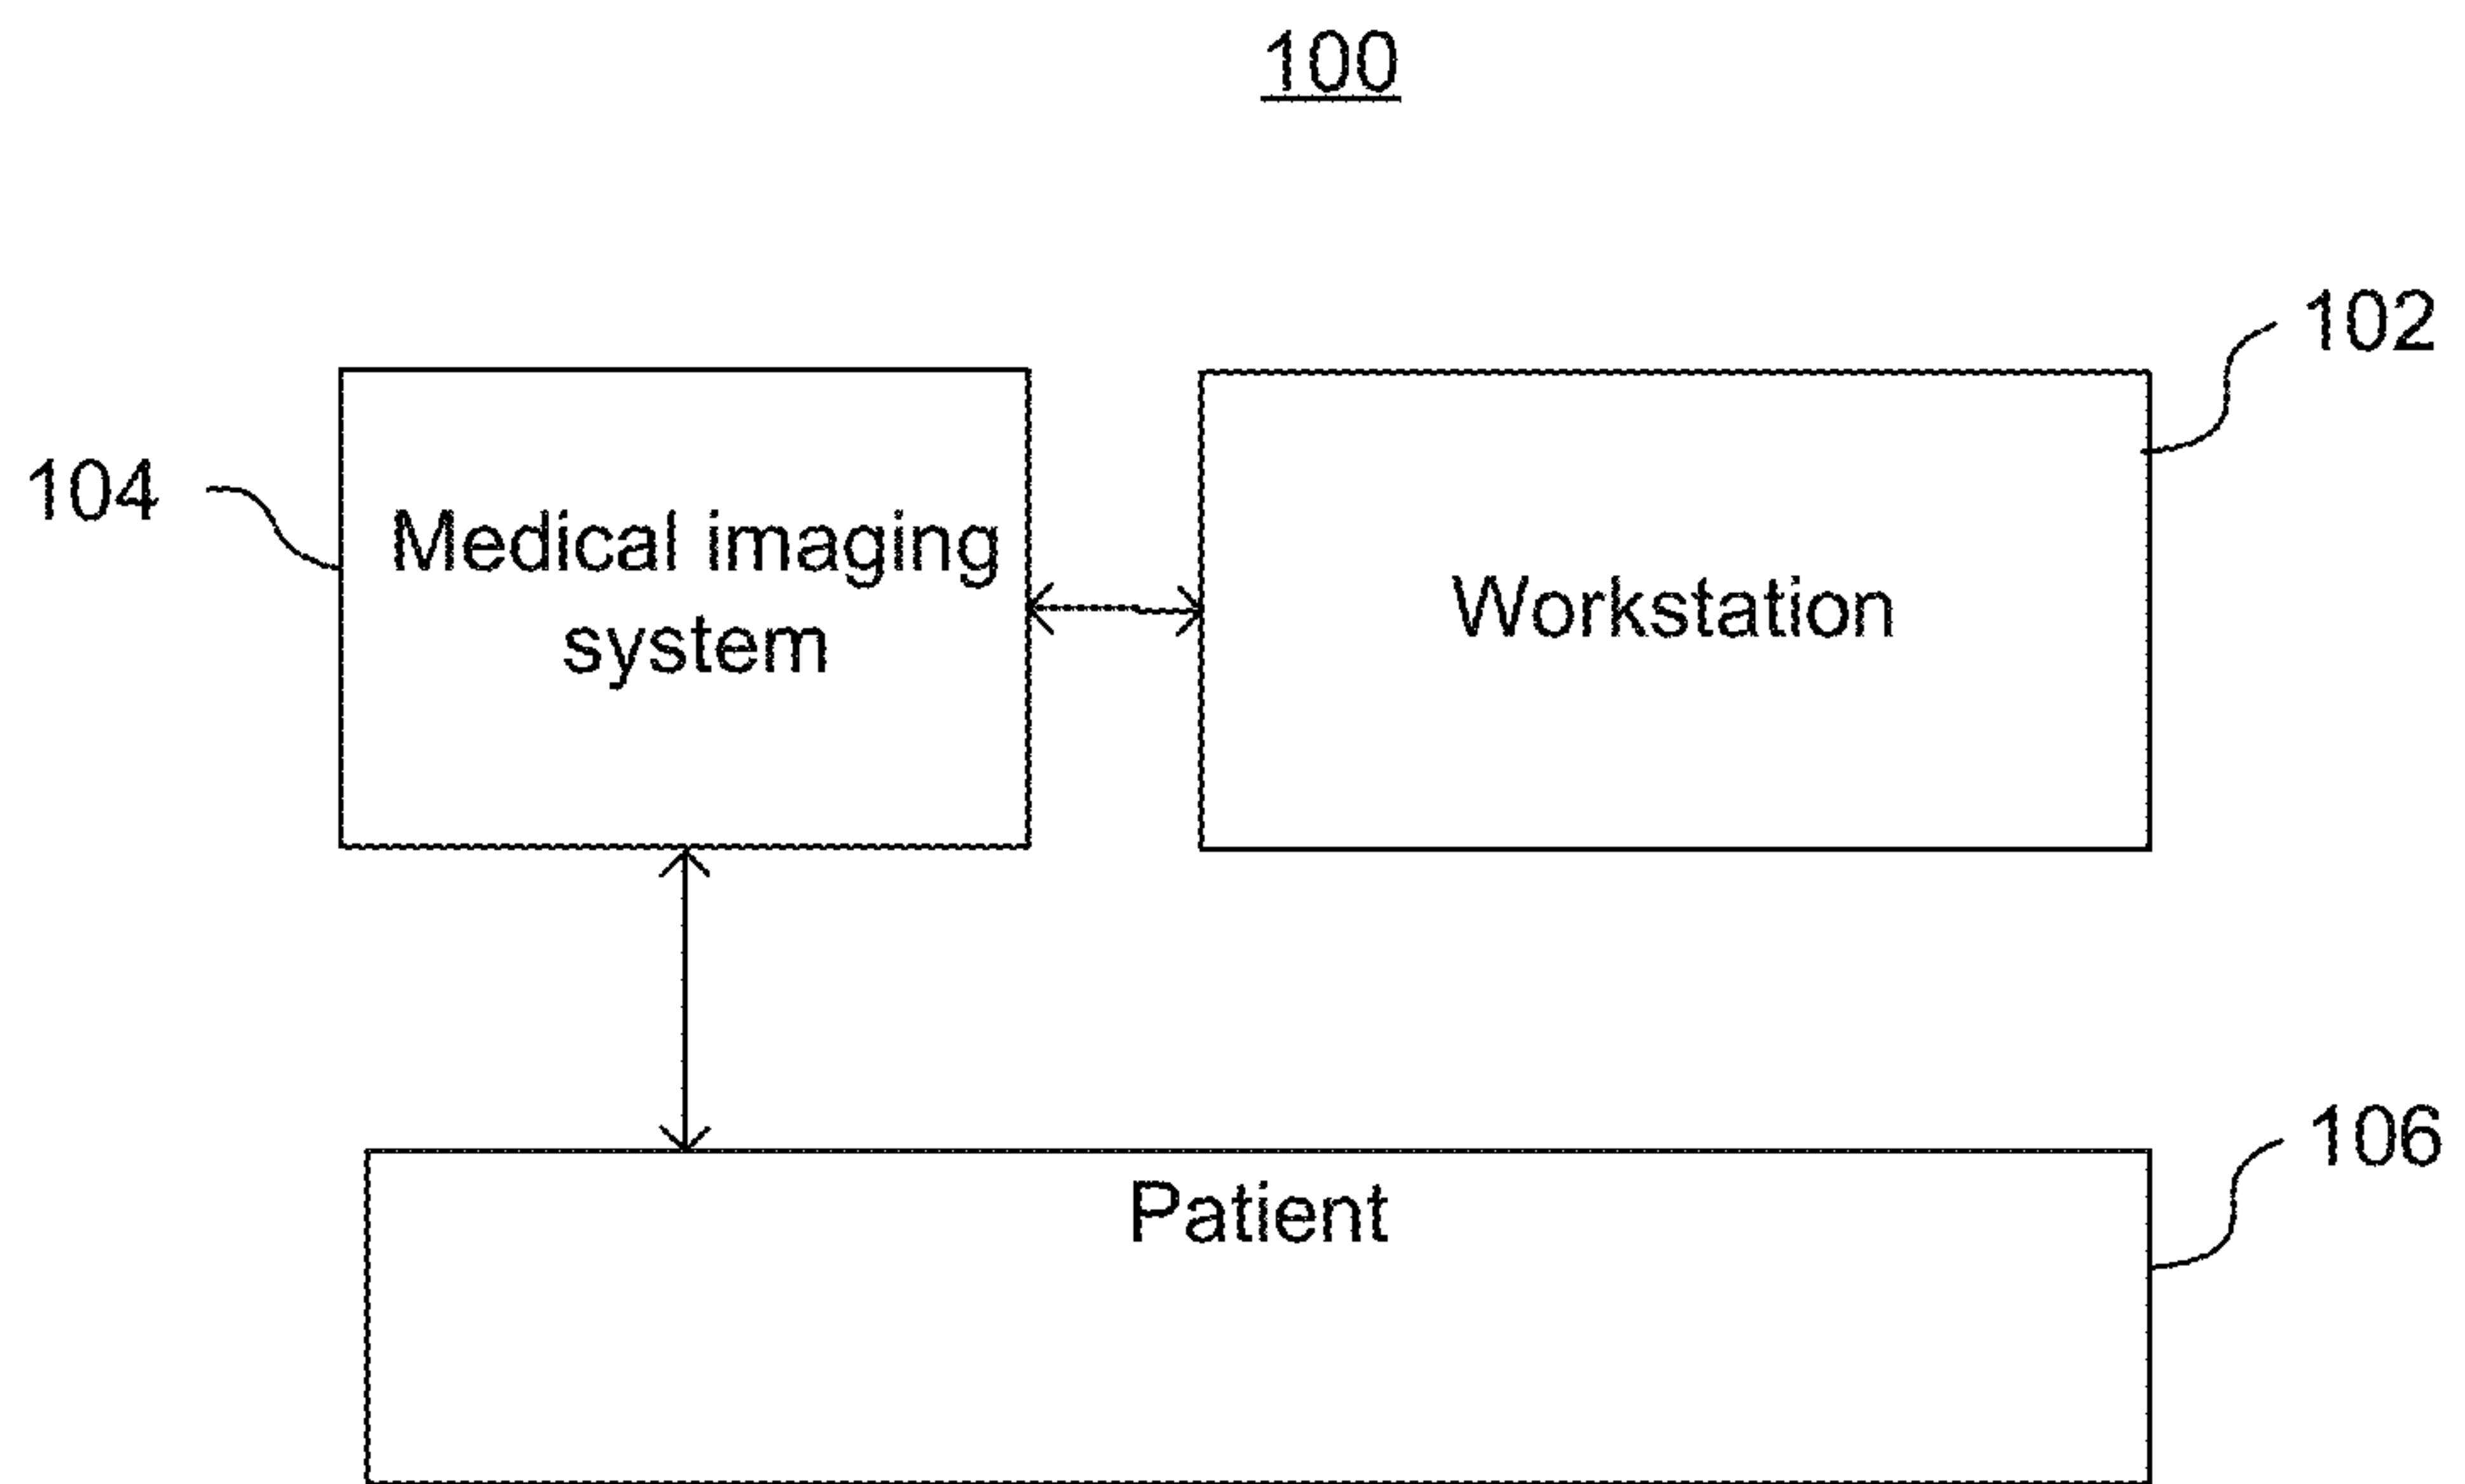 100
102
104
Medical imaging
system
Workstation
106
Patient